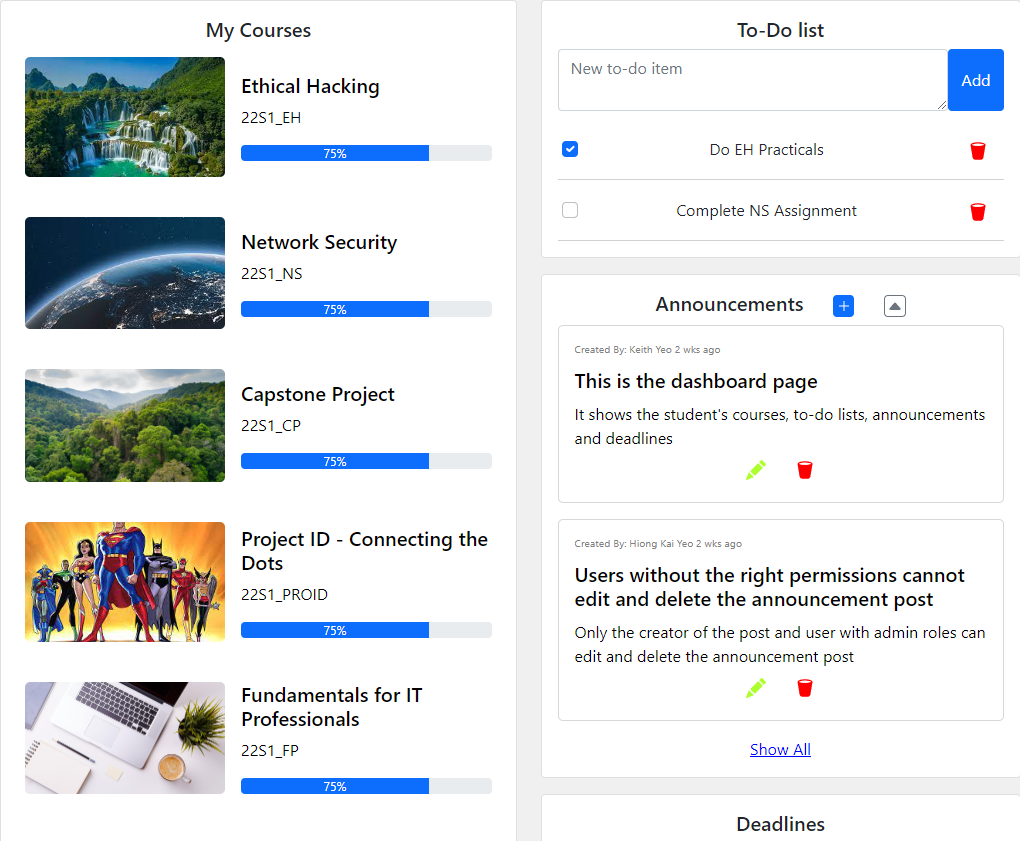 My Courses
Ethical Hacking
22S1_EH
75%
Network Security
22S1_NS
75%
Capstone Project
22S1_CP
75%
Project ID - Connecting the
Dots
22S1_PROID
75%
Fundamentals for IT
Professionals
22S1_FP
75%
To-Do list
New to-do item
Add
Do EH Practicals
Complete NS Assignment
Announcements
Created By: Keith Yeo 2 wks ago
This is the dashboard page
It shows the student's courses, to-do lists, announcements
and deadlines
Created By: Hiong Kai Yeo 2 wks ago
Users without the right permissions cannot
edit and delete the announcement post
Only the creator of the post and user with admin roles can
edit and delete the announcement post
Show All
Deadlines